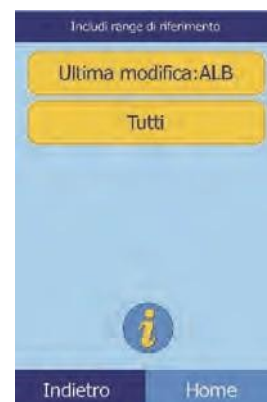 Includi range di riferimento
Ultima modifica:ALB
Tutti
i
Indietro
Home